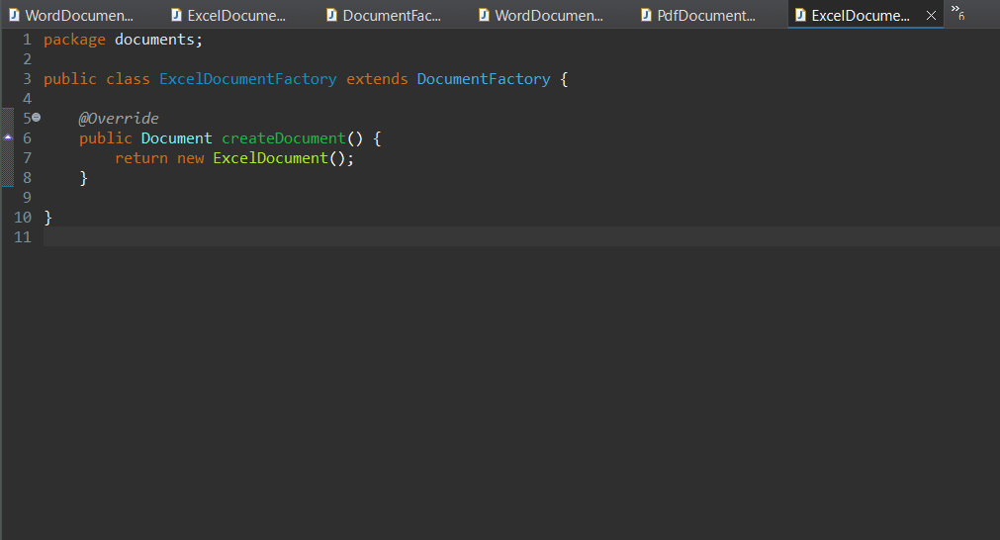 WordDocumen... ExcelDocume... DocumentFac... WordDocumen... PdfDocument... ExcelDocume... »6
1 package documents;
2
3 public class ExcelDocumentFactory extends DocumentFactory {
4
5     @Override
6     public Document createDocument() {
7         return new ExcelDocument();
8     }
9
10 }
11